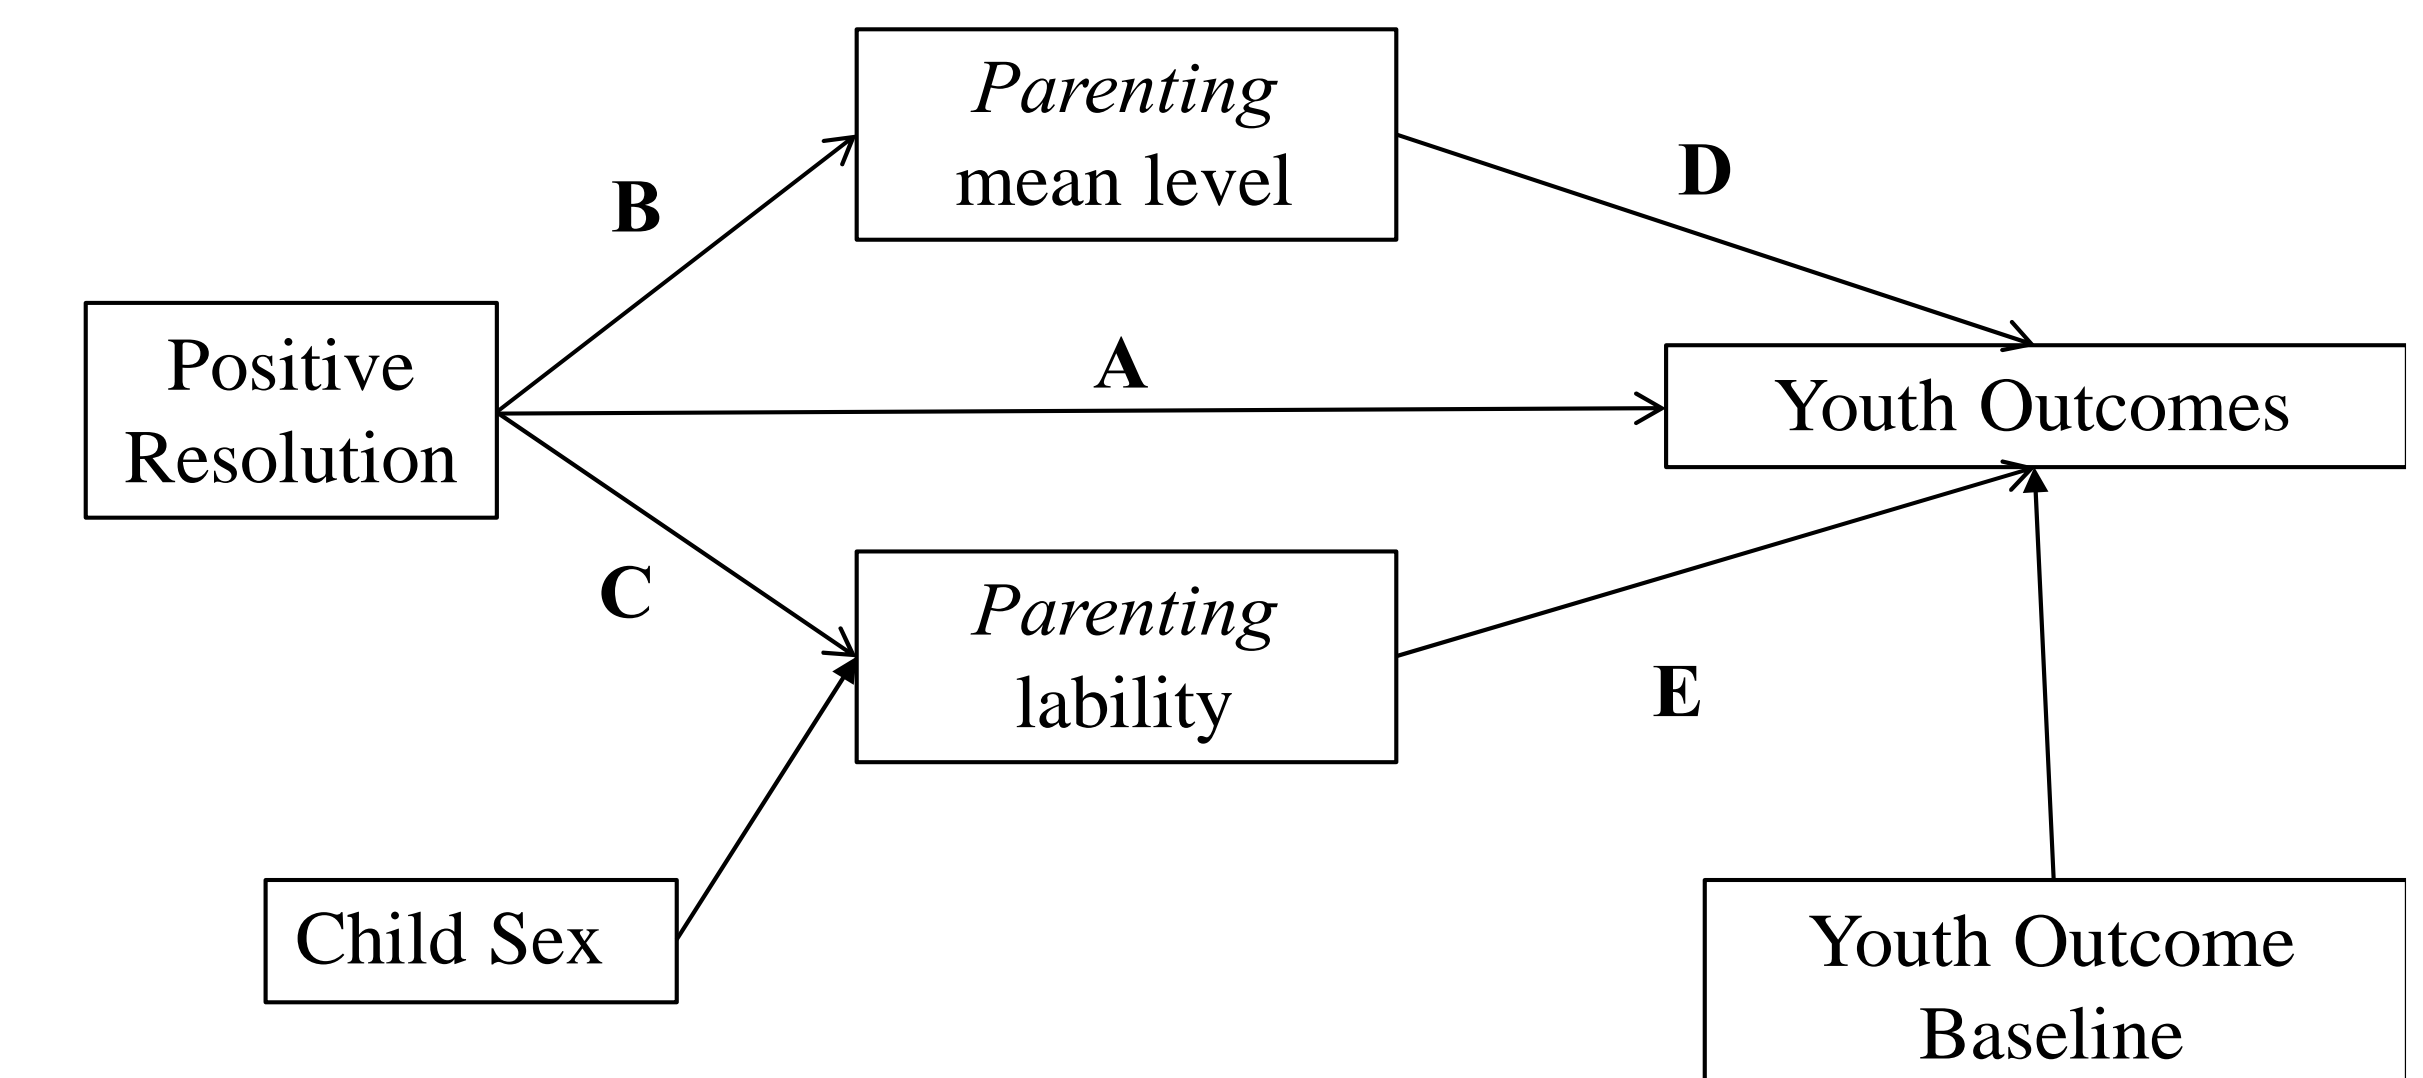 Parenting
mean level
B
D
Positive
Resolution
A
Youth Outcomes
C
Parenting
lability
E
Child Sex
Youth Outcome
Baseline